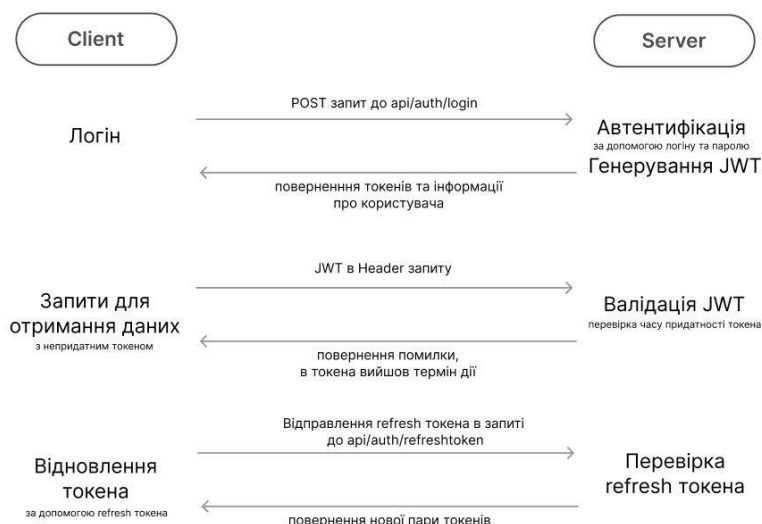 Client
Server
POST запит до api/auth/login
Логін
Автентифікація
за допомогою логіну та паролю
Генерування JWT
поверненння токенів та інформації
про користувача
JWT в Header запиту
Запити для
отримання даних
з непридатним токеном
Валідація JWT
перевірка часу придатності токена
повернення помилки,
в токена вийшов термін дії
Відправлення refresh токена в запиті
до api/auth/refreshtoken
Відновлення
токена
за допомогою refresh токена
Перевірка
refresh токена
повернення нової пари токенів